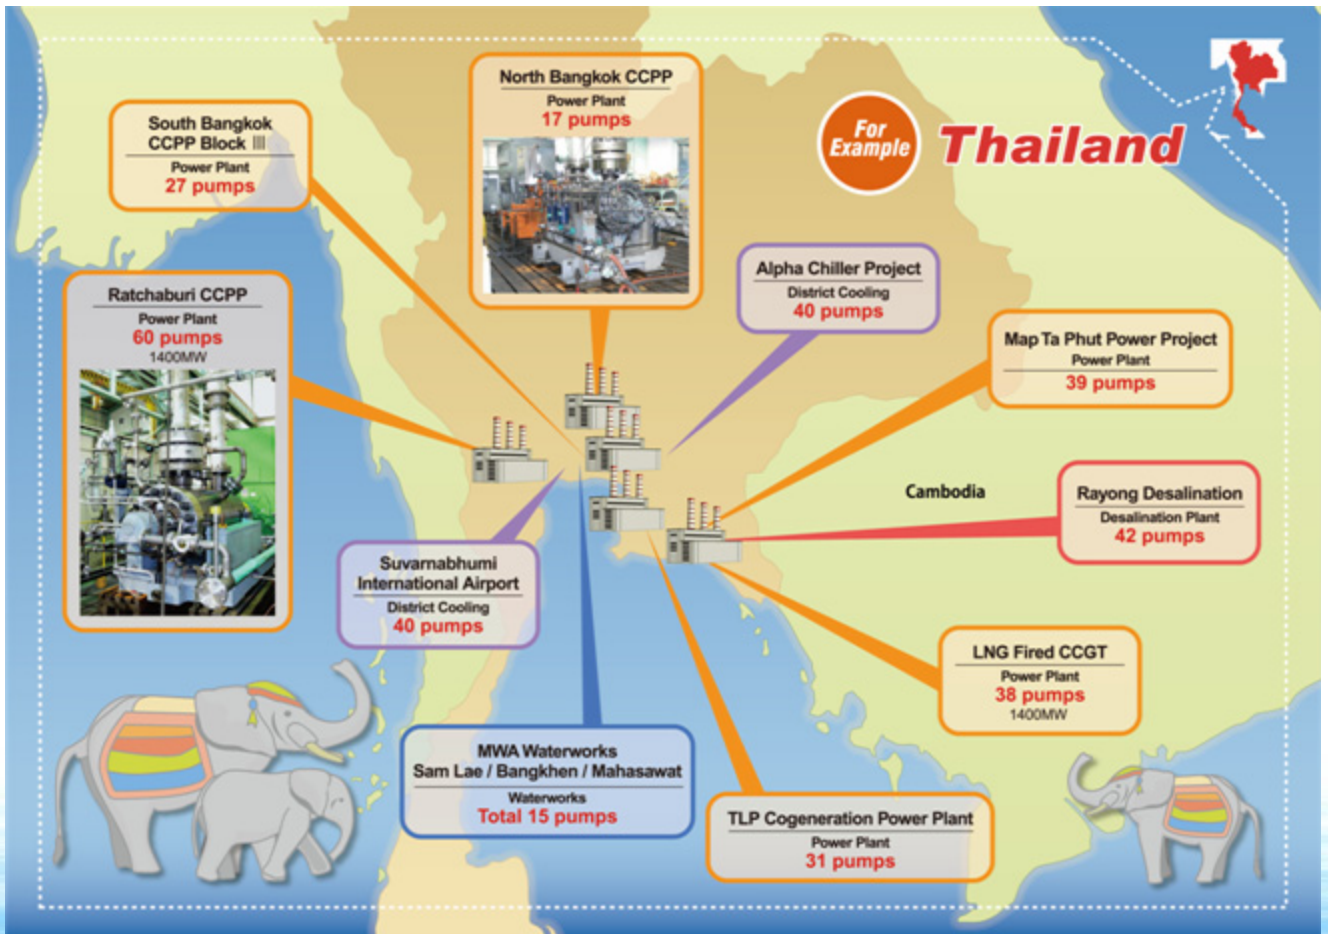 North Bangkok CCPP
Power Plant
17 pumps
South Bangkok
CCPP Block III
Power Plant
27 pumps
For
Example
Thailand
Ratchaburi CCPP
Power Plant
60 pumps
1400MW
Alpha Chiller Project
District Cooling
40 pumps
Map Ta Phut Power Project
Power Plant
39 pumps
Cambodia
Rayong Desalination
Desalination Plant
42 pumps
Suvarnabhumi
International Airport
District Cooling
40 pumps
LNG Fired CCGT
Power Plant
38 pumps
1400MW
MWA Waterworks
Sam Lae / Bangkhen / Mahasawat
Waterworks
Total 15 pumps
TLP Cogeneration Power Plant
Power Plant
31 pumps